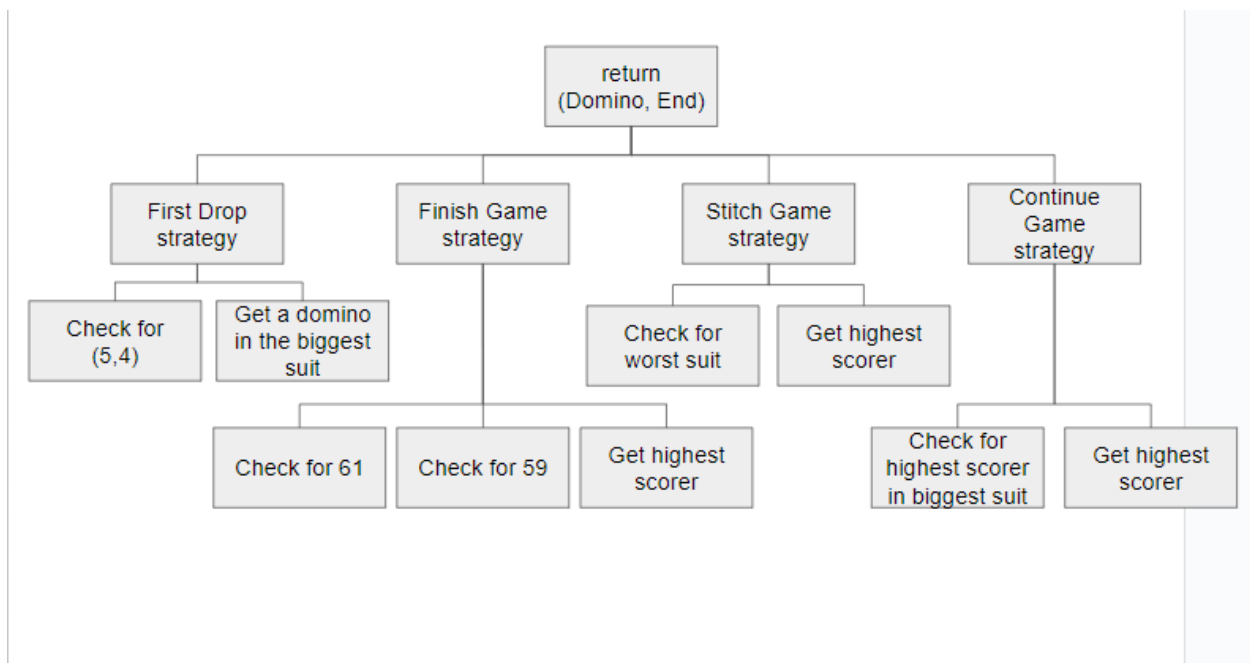 return
(Domino, End)
First Drop
strategy
Finish Game
strategy
Stitch Game
strategy
Continue
Game
strategy
Check for
(5,4)
Get a domino
in the biggest
suit
Check for
worst suit
Get highest
scorer
Check for 61
Check for 59
Get highest
scorer
Check for
highest scorer
in biggest suit
Get highest
scorer